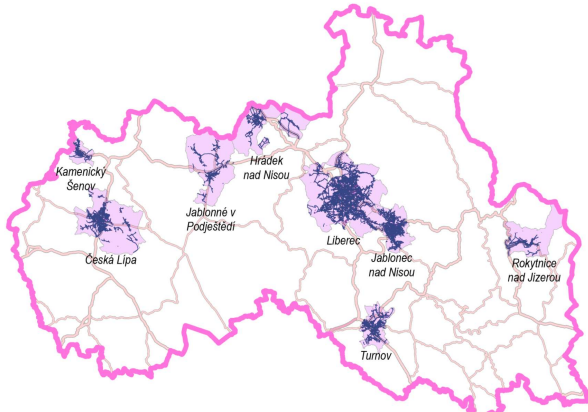 Kamenický
Šenov
Hrádek
nad Nisou
Jablonné v
Podještědí
Česká Lípa
Liberec
Jablonec
nad Nisou
Rokytnice
nad Jizerou
Turnov